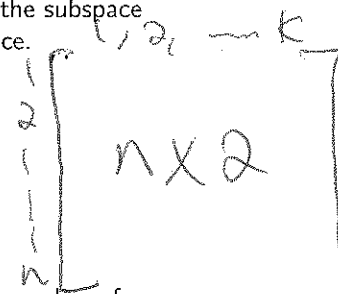 the subspace
ce.
1, 2, — k
1
2
n × 2
n